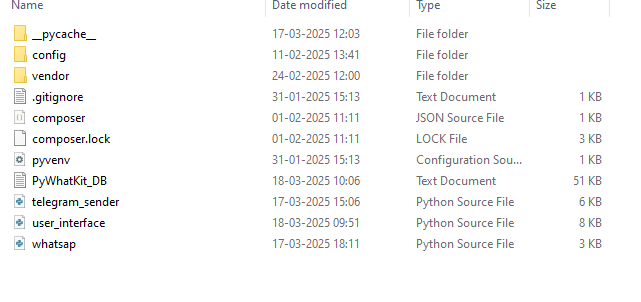 Name Date modified Type Size
__pycache__ 17-03-2025 12:03 File folder
config 11-02-2025 13:41 File folder
vendor 24-02-2025 12:00 File folder
.gitignore 31-01-2025 15:13 Text Document 1 KB
composer 01-02-2025 11:11 JSON Source File 1 KB
composer.lock 01-02-2025 11:11 LOCK File 3 KB
pyvenv 31-01-2025 15:13 Configuration Sou... 1 KB
PyWhatKit_DB 18-03-2025 10:06 Text Document 51 KB
telegram_sender 17-03-2025 15:06 Python Source File 6 KB
user_interface 18-03-2025 09:51 Python Source File 8 KB
whatsap 17-03-2025 18:11 Python Source File 3 KB